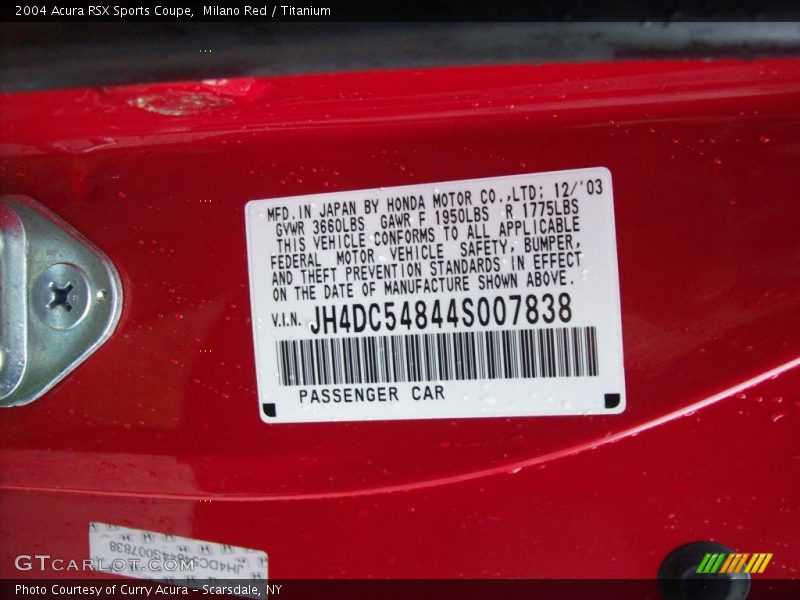 2004 Acura RSX Sports Coupe,  Milano Red / Titanium
MFD. IN JAPAN BY HONDA MOTOR CO.,LTD; 12/'03
GVWR 3660LBS GAWR F 1950LBS R 1775LBS
THIS VEHICLE CONFORMS TO ALL APPLICABLE
FEDERAL MOTOR VEHICLE SAFETY, BUMPER,
AND THEFT PREVENTION STANDARDS IN EFFECT
ON THE DATE OF MANUFACTURE SHOWN ABOVE.
V.I.N. JH4DC54844S007838
PASSENGER CAR
JH4DC54844S007838
GTCARLOT.COM
Photo Courtesy of Curry Acura - Scarsdale, NY